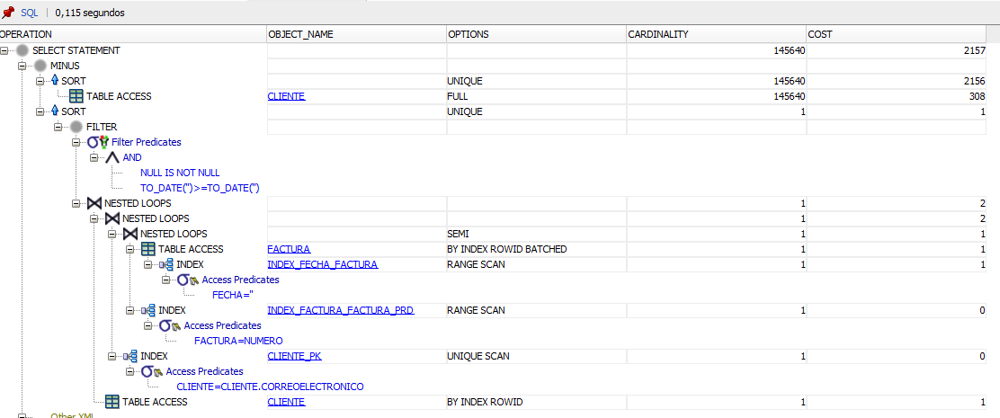 SQL | 0,115 segundos
OPERATION OBJECT_NAME OPTIONS CARDINALITY COST
SELECT STATEMENT 145640 2157
MINUS
SORT UNIQUE 145640 2156
TABLE ACCESS CLIENTE FULL 145640 308
SORT UNIQUE 1 1
FILTER
Filter Predicates
AND
NULL IS NOT NULL
TO_DATE('')>=TO_DATE('')
NESTED LOOPS 1 2
NESTED LOOPS 1 2
NESTED LOOPS SEMI 1 1
TABLE ACCESS FACTURA BY INDEX ROWID BATCHED 1 1
INDEX INDEX_FECHA_FACTURA RANGE SCAN 1 1
Access Predicates
FECHA=''
INDEX INDEX_FACTURA_FACTURA_PRD RANGE SCAN 1 0
Access Predicates
FACTURA=NUMERO
INDEX CLIENTE_PK UNIQUE SCAN 1 0
Access Predicates
CLIENTE=CLIENTE.CORREOELECTRONICO
TABLE ACCESS CLIENTE BY INDEX ROWID 1 1
Other XML